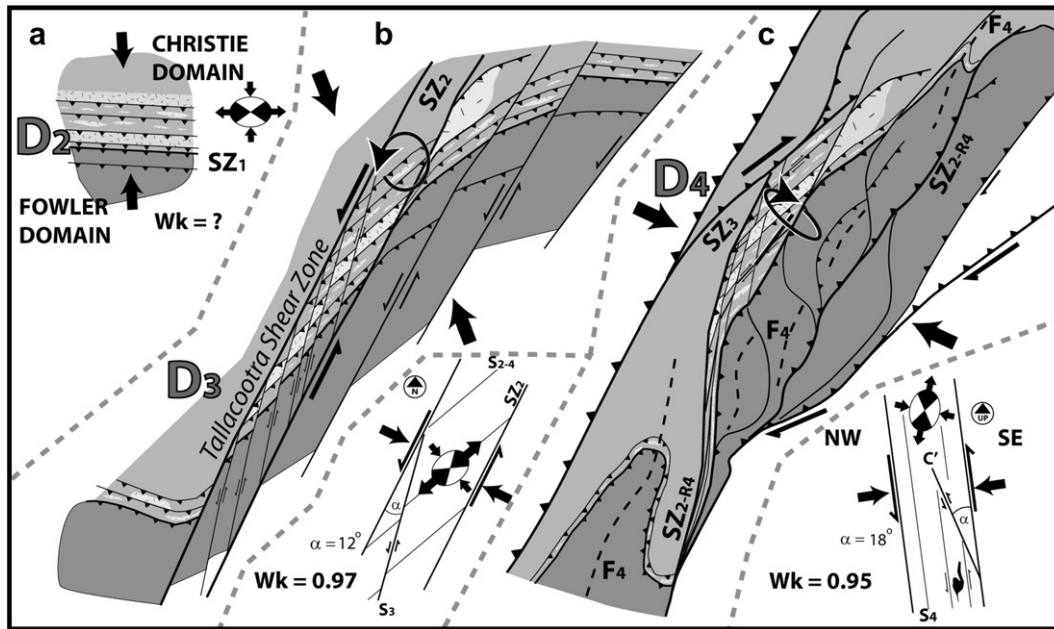 a
CHRISTIE
DOMAIN
D2
SZ1
FOWLER
DOMAIN
Wk = ?
b
SZ2
Tallacootra Shear Zone
D3
N
S2-4
SZ2
α
α = 12°
Wk = 0.97
S3
c
F4
D4
SZ3
SZ2-R4
F4
F4
SZ2-R4
NW
SE
UP
C'
α
α = 18°
Wk = 0.95
S4